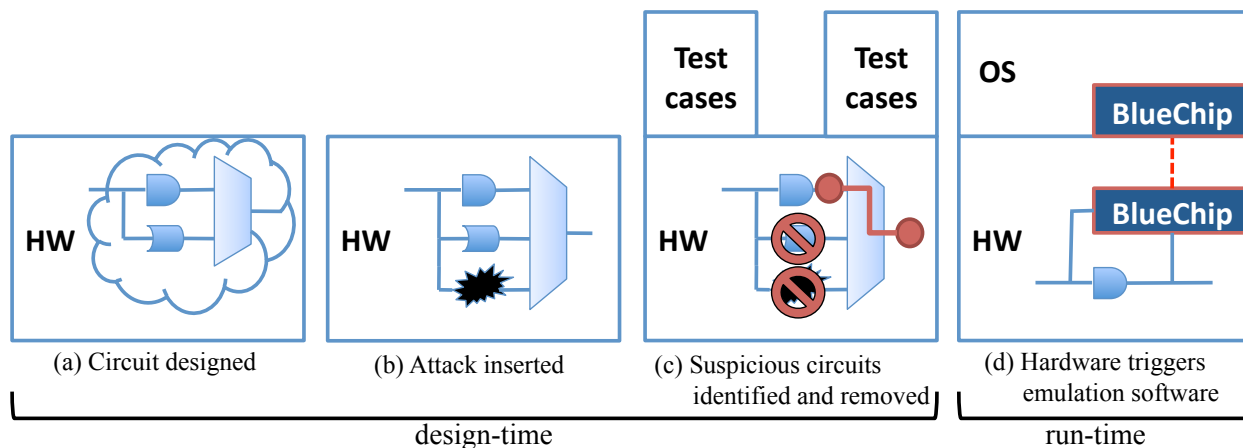 Test
cases
Test
cases
OS
BlueChip
HW
HW
HW
HW
BlueChip
(a) Circuit designed
(b) Attack inserted
(c) Suspicious circuits
identified and removed
(d) Hardware triggers
emulation software
design-time
run-time